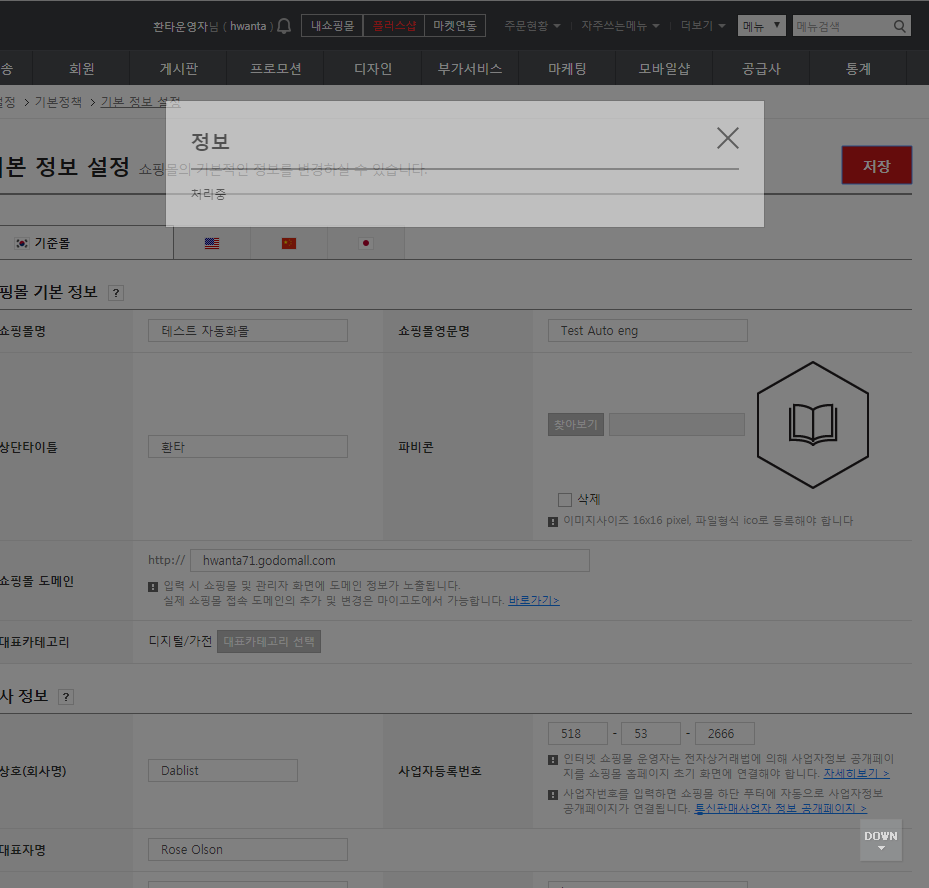 환타운영자님 ( hwanta ) 내쇼핑몰 플러스샵 마켓연동 주문현황 자주쓰는메뉴 더보기 메뉴 메뉴검색
송 회원 게시판 프로모션 디자인 부가서비스 마케팅 모바일샵 공급사 통계
설정 > 기본정책 > 기본 정보 설정
정보
기본 정보 설정 쇼핑몰의 기본적인 정보를 변경하실 수 있습니다. 저장
처리중
기준몰
핑몰 기본 정보 ?
쇼핑몰명 테스트 자동화몰 쇼핑몰영문명 Test Auto eng
상단타이틀 환타 파비콘 찾아보기
삭제
! 이미지사이즈 16x16 pixel, 파일형식 ico로 등록해야 합니다
쇼핑몰 도메인 http:// hwanta71.godomall.com
! 입력 시 쇼핑몰 및 관리자 화면에 도메인 정보가 노출됩니다.
실제 쇼핑몰 접속 도메인의 추가 및 변경은 마이고도에서 가능합니다. 바로가기>
대표카테고리 디지털/가전 대표카테고리 선택
사 정보 ?
상호(회사명) Dablist 사업자등록번호 518 - 53 - 2666
! 인터넷 쇼핑몰 운영자는 전자상거래법에 의해 사업자정보 공개페이
지를 쇼핑몰 홈페이지 초기 화면에 연결해야 합니다. 자세히보기 >
! 사업자번호를 입력하면 쇼핑몰 하단 푸터에 자동으로 사업자정보
공개페이지가 연결됩니다. 통신판매사업자 정보 공개페이지 >
DOWN
대표자명 Rose Olson